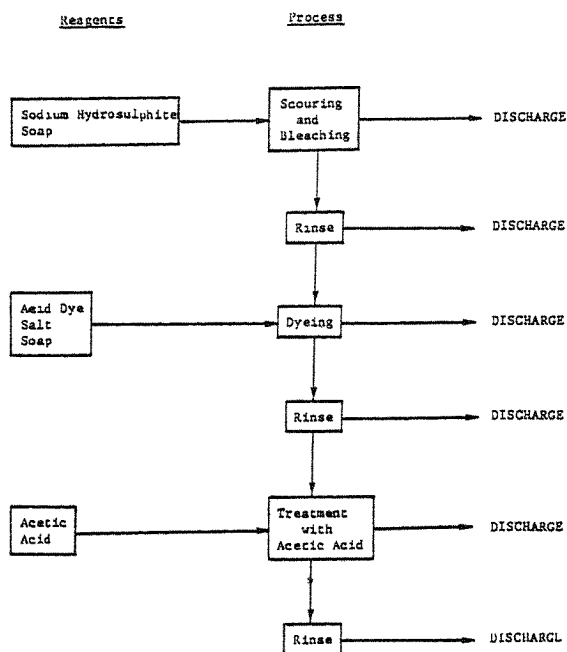 Reagents
Process
Sodium Hydrosulphite
Soap
Scouring
and
Bleaching
DISCHARGE
Rinse
DISCHARGE
Acid Dye
Salt
Soap
Dyeing
DISCHARGE
Rinse
DISCHARGE
Acetic
Acid
Treatment
with
Acetic Acid
DISCHARGE
Rinse
DISCHARGL